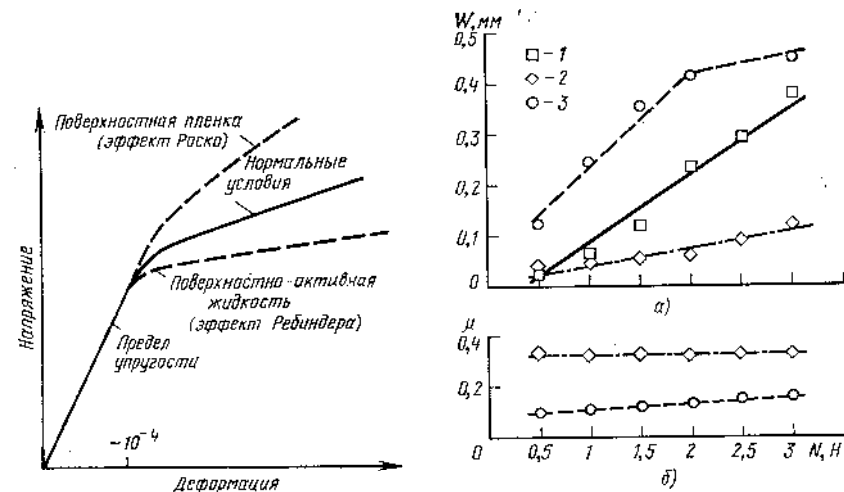 Напряжение
Поверхностная пленка
(эффект Роско)
Нормальные
условия
Поверхностно-активная
жидкость
(эффект Ребиндера)
Предел
упругости
~10⁻⁴
Деформация
W, мм
0,5
0,4
0,3
0,2
0,1
0
□ - 1
◇ - 2
○ - 3
а)
μ
0,4
0,2
0
0,5 1 1,5 2 2,5 3 N, Н
б)